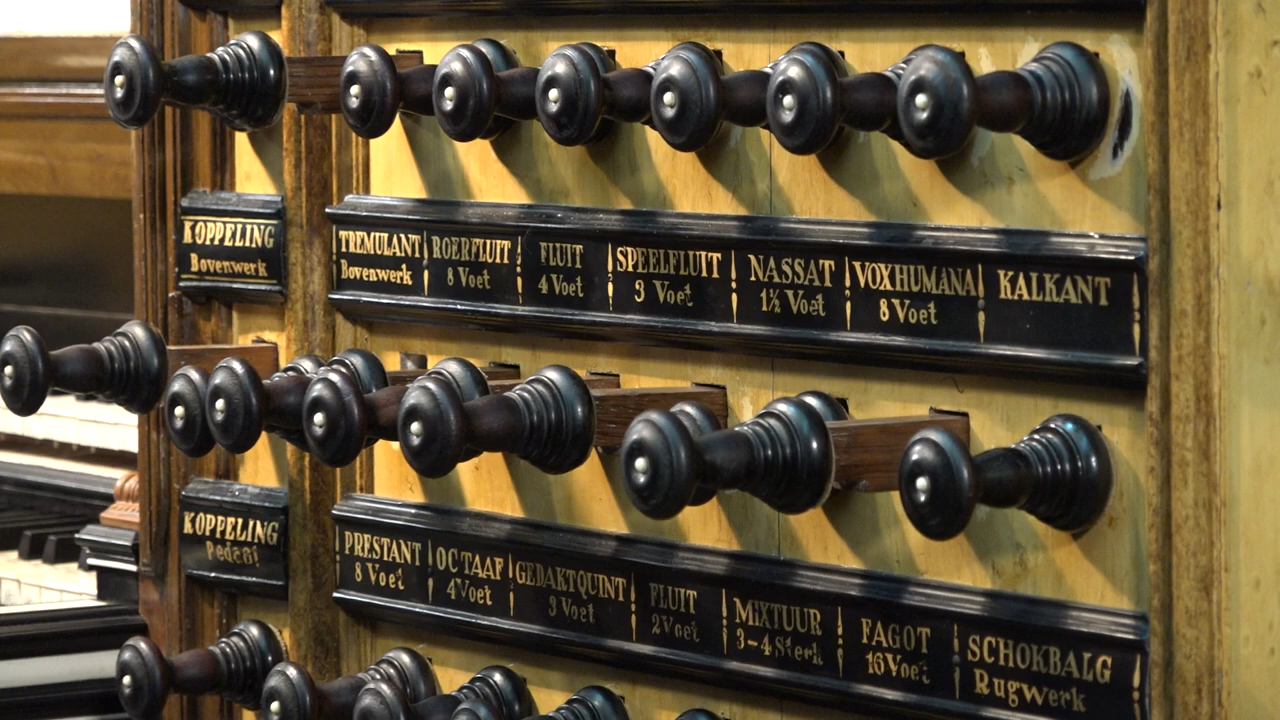 KOPPELING
Bovenwerk
TREMULANT
Bovenwerk
ROERFLUIT
8 Voet
FLUIT
4 Voet
SPEELFLUIT
3 Voet
NASSAT
1½ Voet
VOXHUMANA
8 Voet
KALKANT
KOPPELING
Pedaal
PRESTANT
8 Voet
OCTAAF
4 Voet
GEDAKTQUINT
3 Voet
FLUIT
2 Voet
MIXTUUR
3-4 Sterk
FAGOT
16 Voet
SCHOKBALG
Rugwerk